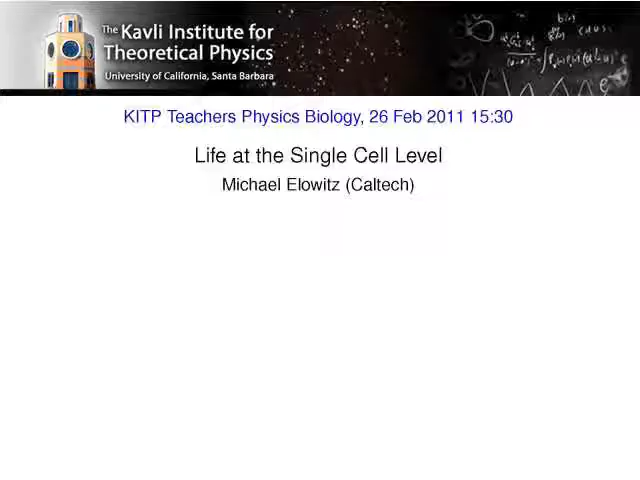 The Kavli Institute for
Theoretical Physics
University of California, Santa Barbara
KITP Teachers Physics Biology, 26 Feb 2011 15:30
Life at the Single Cell Level
Michael Elowitz (Caltech)